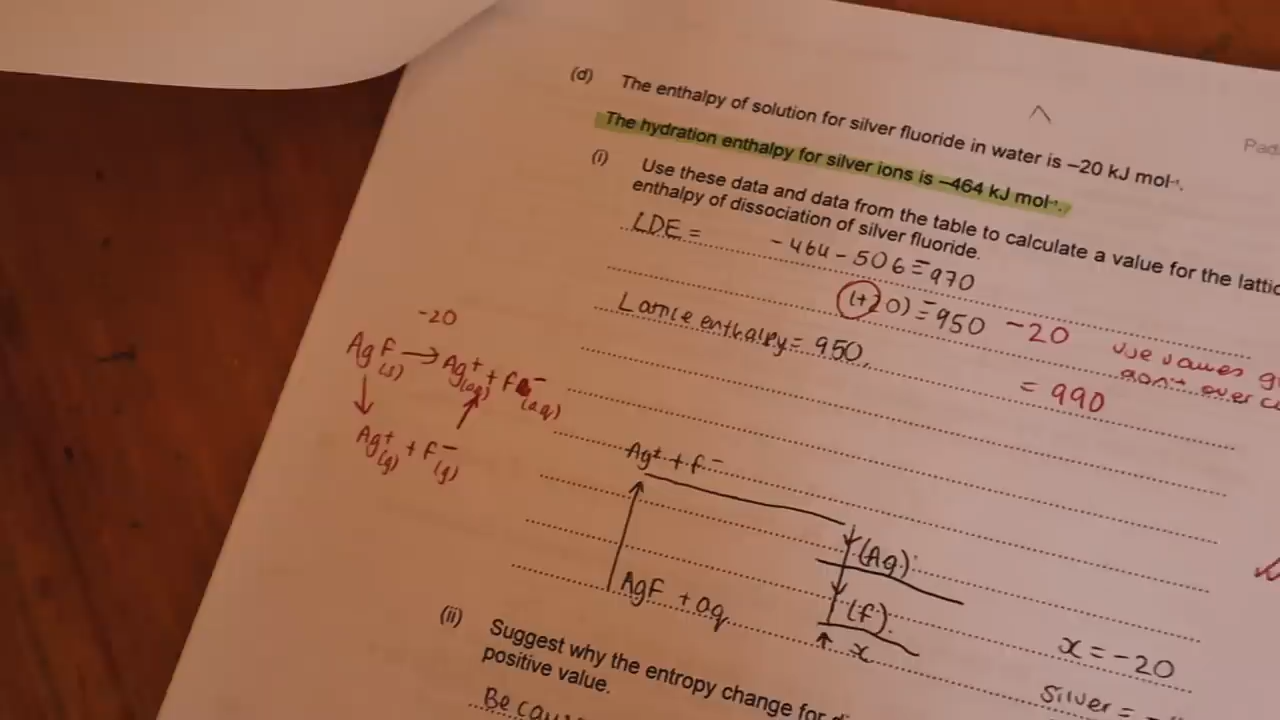 (d) The enthalpy of solution for silver fluoride in water is –20 kJ mol⁻¹.
The hydration enthalpy for silver ions is –464 kJ mol⁻¹.
(i) Use these data and data from the table to calculate a value for the
enthalpy of dissociation of silver fluoride.
LDE = -464 - 506 = -970
(+20) = -950 -20
Lattice enthalpy = 950
= 990
-20
AgF(s) → Ag⁺(aq) + F⁻(aq)
Ag⁺(g) + F⁻(g)
Ag⁺ + F⁻
(Ag)
(F)
AgF + aq
x
x = -20
silver =
(ii) Suggest why the entropy change for
positive value.